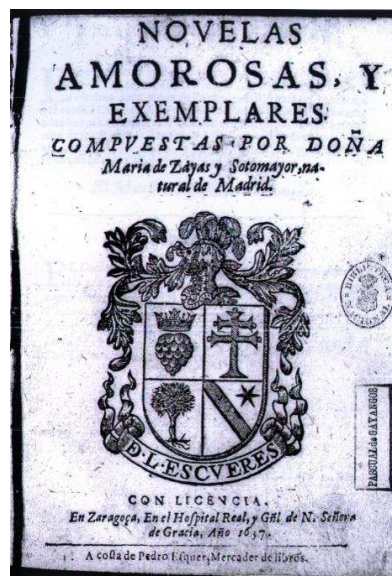 NOVELAS
AMOROSAS, Y
EXEMPLARES.
COMPVESTAS POR DOÑA
Maria de Zayas y Sotomayor, na-
tural de Madrid.
D. L. ESCVERES
CON LICENCIA.
En Zaragoça, En el Hospital Real, y Gñl de N. Señora
de Gracia, Año 1637.
A costa de Pedro Esquer, Mercader de libros.
PASCUAL de GAYANGOS